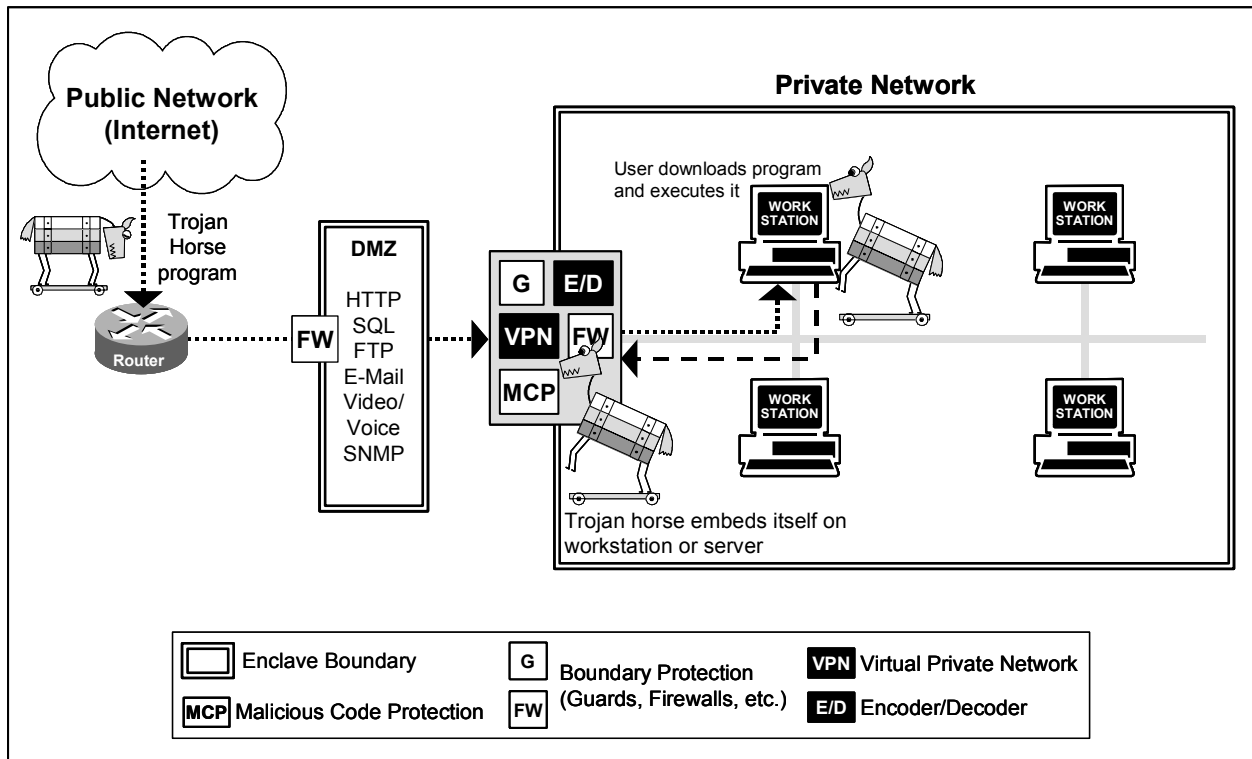 Public Network
(Internet)
Trojan
Horse
program
Router
FW
DMZ
HTTP
SQL
FTP
E-Mail
Video/
Voice
SNMP
G
E/D
VPN
FW
MCP
Private Network
User downloads program
and executes it
WORK
STATION
WORK
STATION
WORK
STATION
WORK
STATION
Trojan horse embeds itself on
workstation or server
Enclave Boundary
MCP Malicious Code Protection
G
FW
Boundary Protection
(Guards, Firewalls, etc.)
VPN Virtual Private Network
E/D Encoder/Decoder